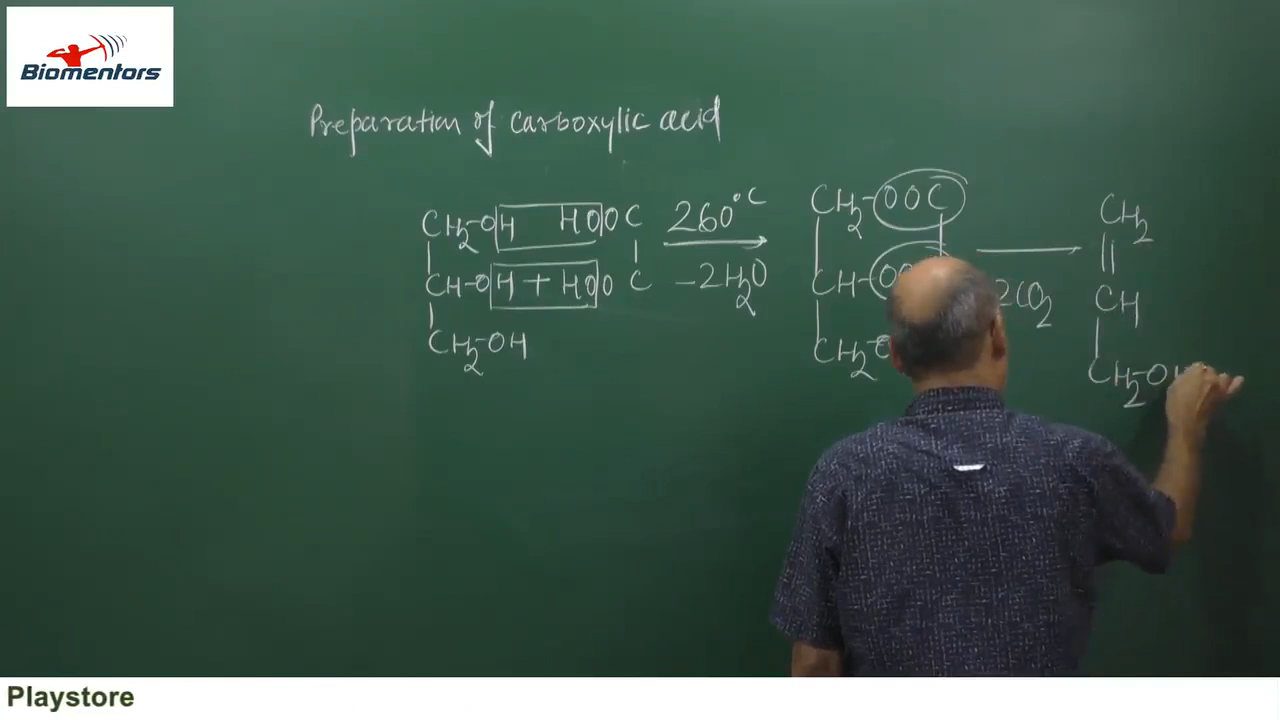 Biomentors
Preparation of carboxylic acid
CH2-OH HOOC 260°C CH2-OOC CH2
CH-OH + HOOC -2H2O CH-OO 2CO2 CH
CH2-OH CH2-O CH2-OH
Playstore